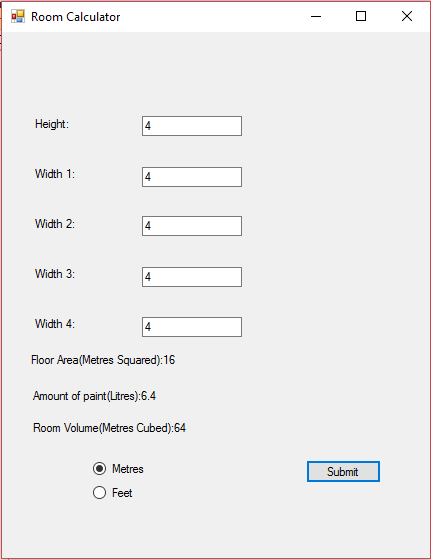 Room Calculator
Height: 4
Width 1: 4
Width 2: 4
Width 3: 4
Width 4: 4
Floor Area(Metres Squared):16
Amount of paint(Litres):6.4
Room Volume(Metres Cubed):64
Metres
Submit
Feet